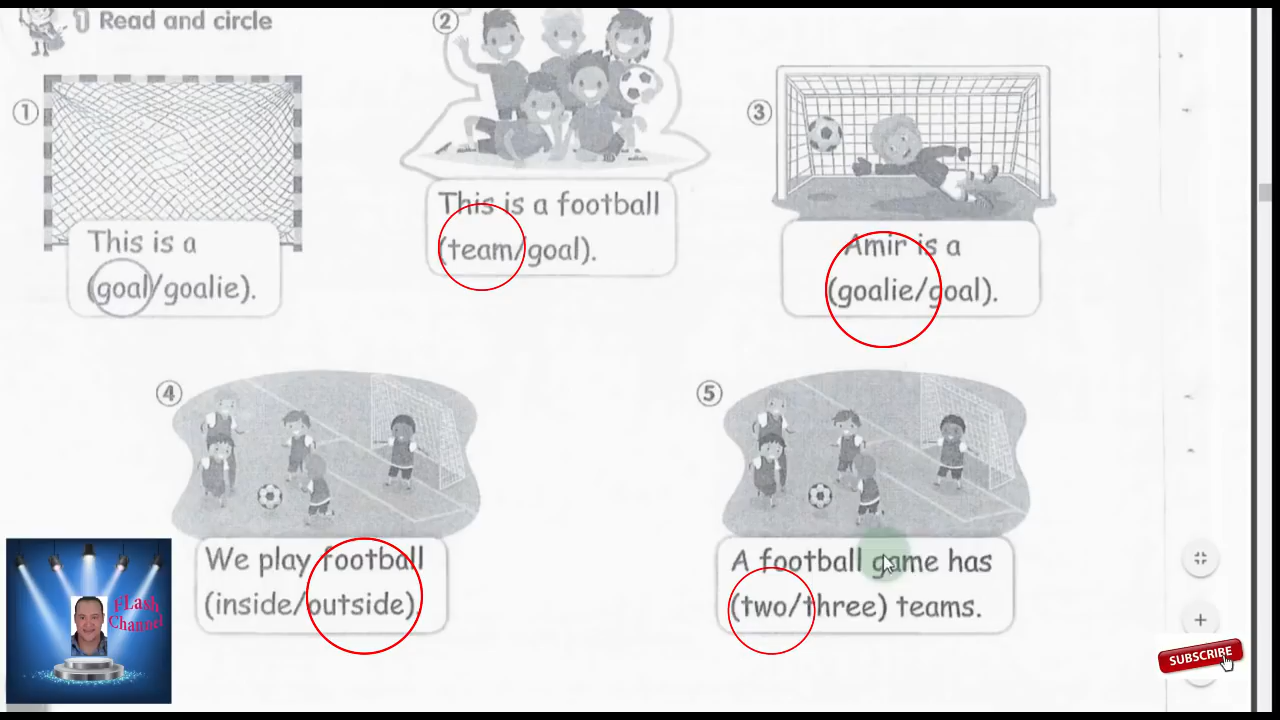 1 Read and circle
1
This is a
(goal/goalie).
2
This is a football
(team/goal).
3
Amir is a
(goalie/goal).
4
We play football
(inside/outside).
5
A football game has
(two/three) teams.
FLash
Channel
SUBSCRIBE